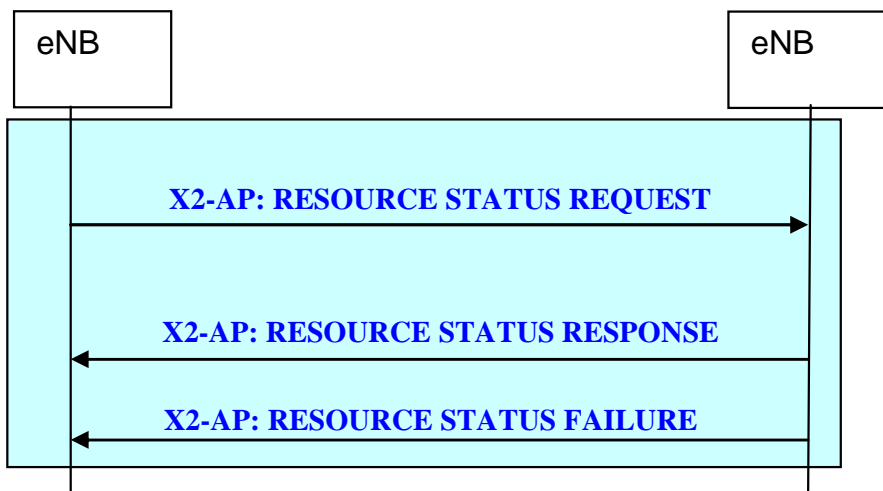 eNB
eNB
X2-AP: RESOURCE STATUS REQUEST
X2-AP: RESOURCE STATUS RESPONSE
X2-AP: RESOURCE STATUS FAILURE